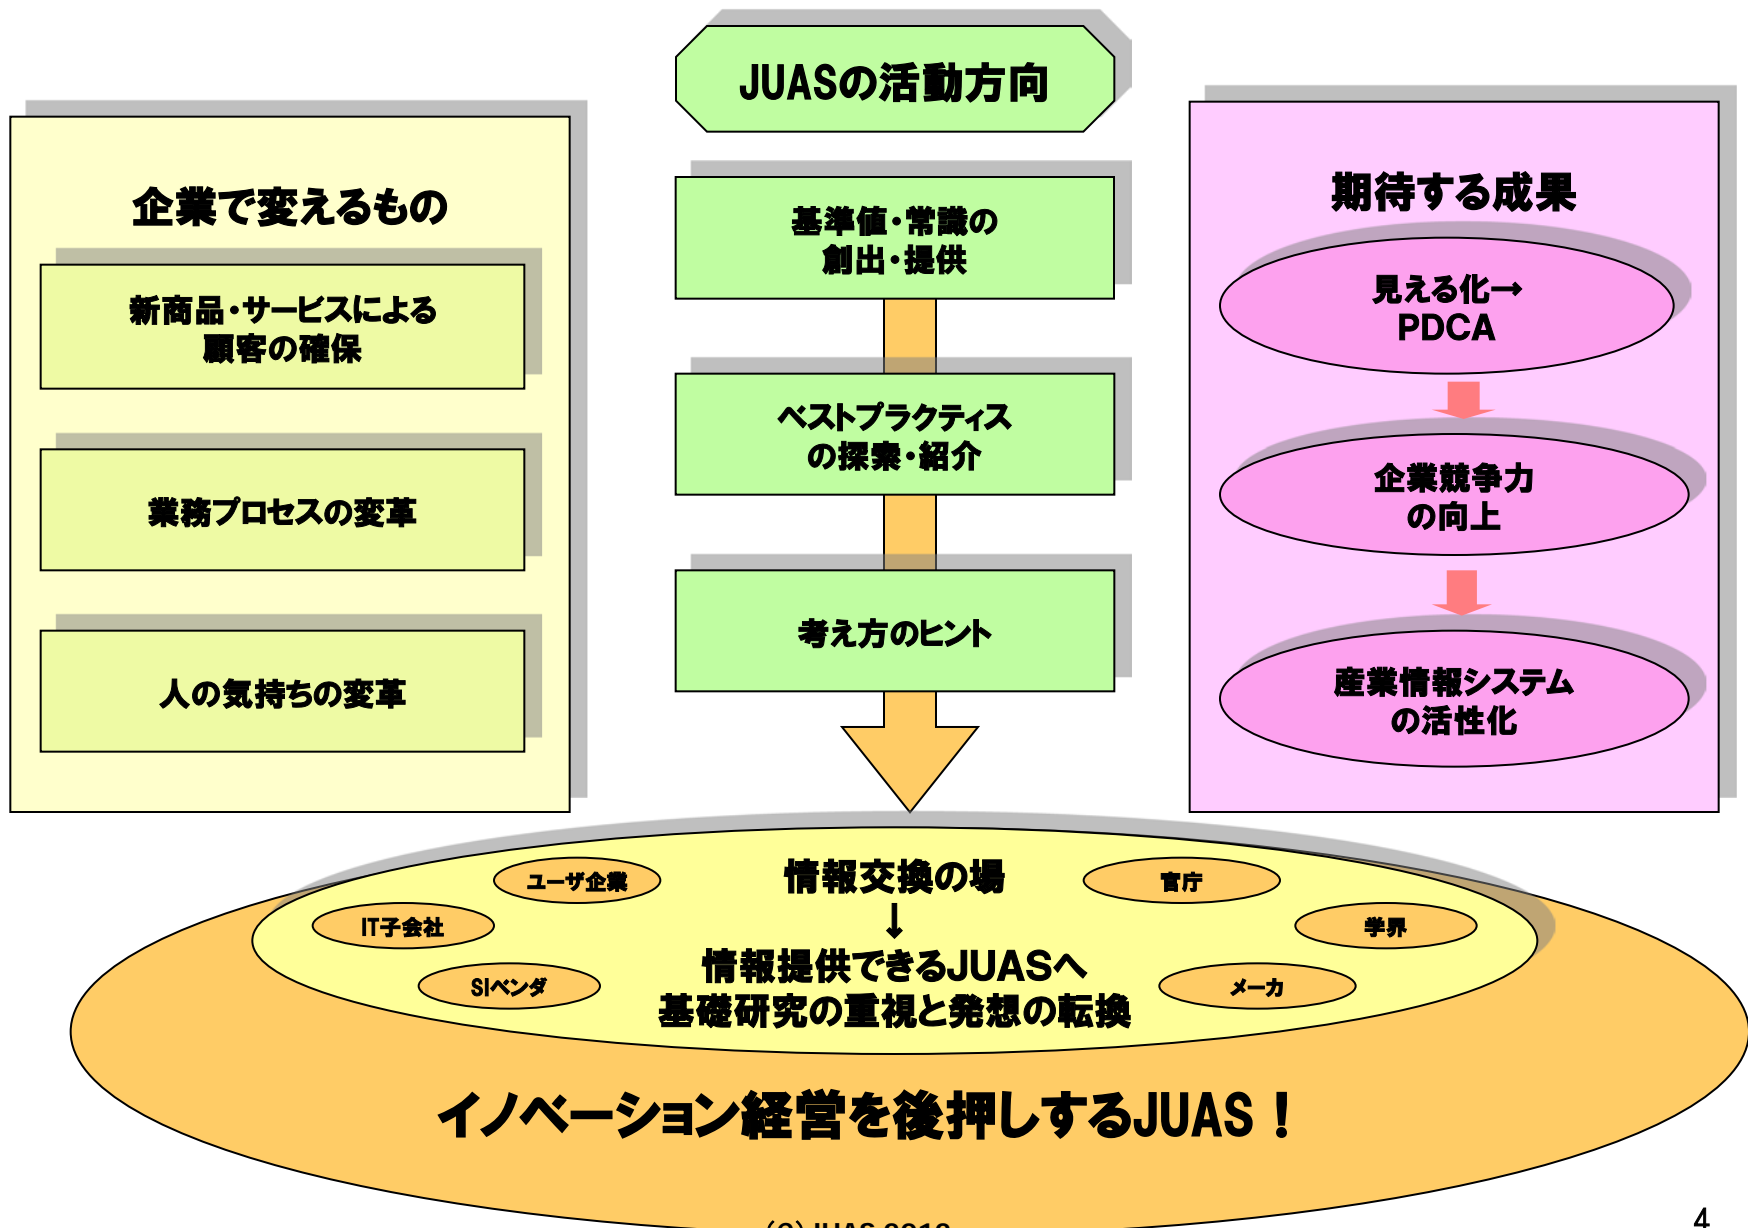 JUASの活動方向
企業で変えるもの
新商品・サービスによる
顧客の確保
業務プロセスの変革
人の気持ちの変革
基準値・常識の
創出・提供
ベストプラクティス
の探索・紹介
考え方のヒント
期待する成果
見える化→
PDCA
企業競争力
の向上
産業情報システム
の活性化
情報交換の場
↓
情報提供できるJUASへ
基礎研究の重視と発想の転換
ユーザ企業
IT子会社
SIベンダ
官庁
学界
メーカ
イノベーション経営を後押しするJUAS！
4